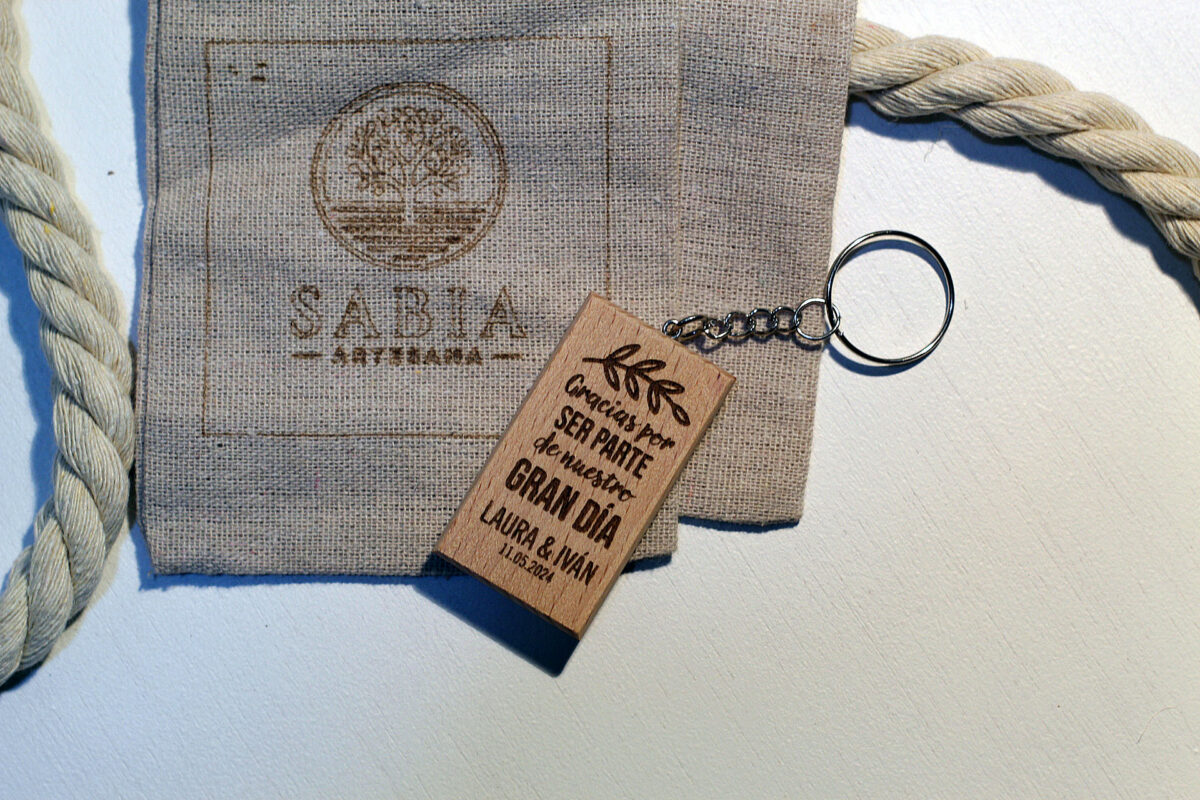 SABIA
ARTESANA
Gracias por
SER PARTE
de nuestro
GRAN DÍA
LAURA & IVÁN
11.05.2024